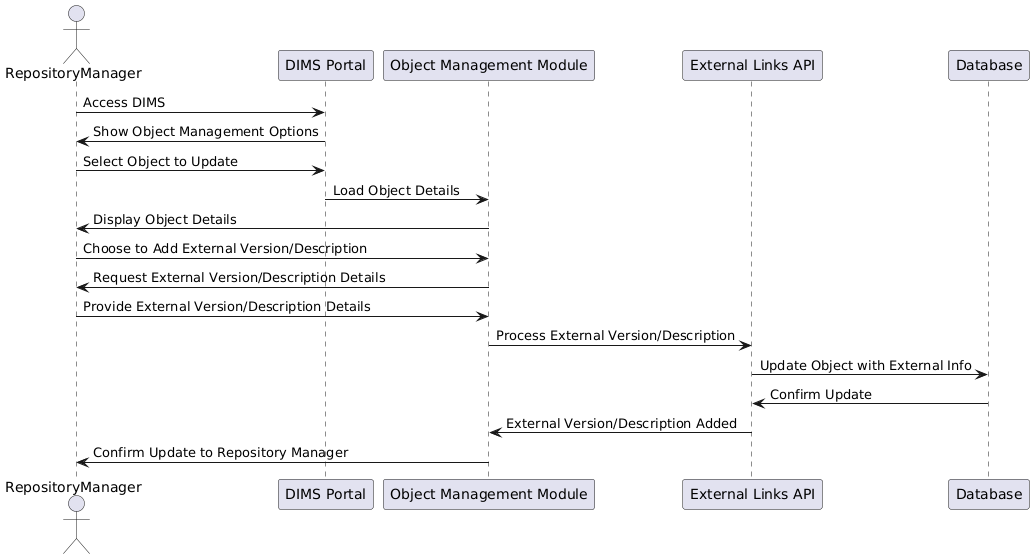 RepositoryManager
DIMS Portal
Object Management Module
External Links API
Database
Access DIMS
Show Object Management Options
Select Object to Update
Load Object Details
Display Object Details
Choose to Add External Version/Description
Request External Version/Description Details
Provide External Version/Description Details
Process External Version/Description
Update Object with External Info
Confirm Update
External Version/Description Added
Confirm Update to Repository Manager
RepositoryManager
DIMS Portal
Object Management Module
External Links API
Database